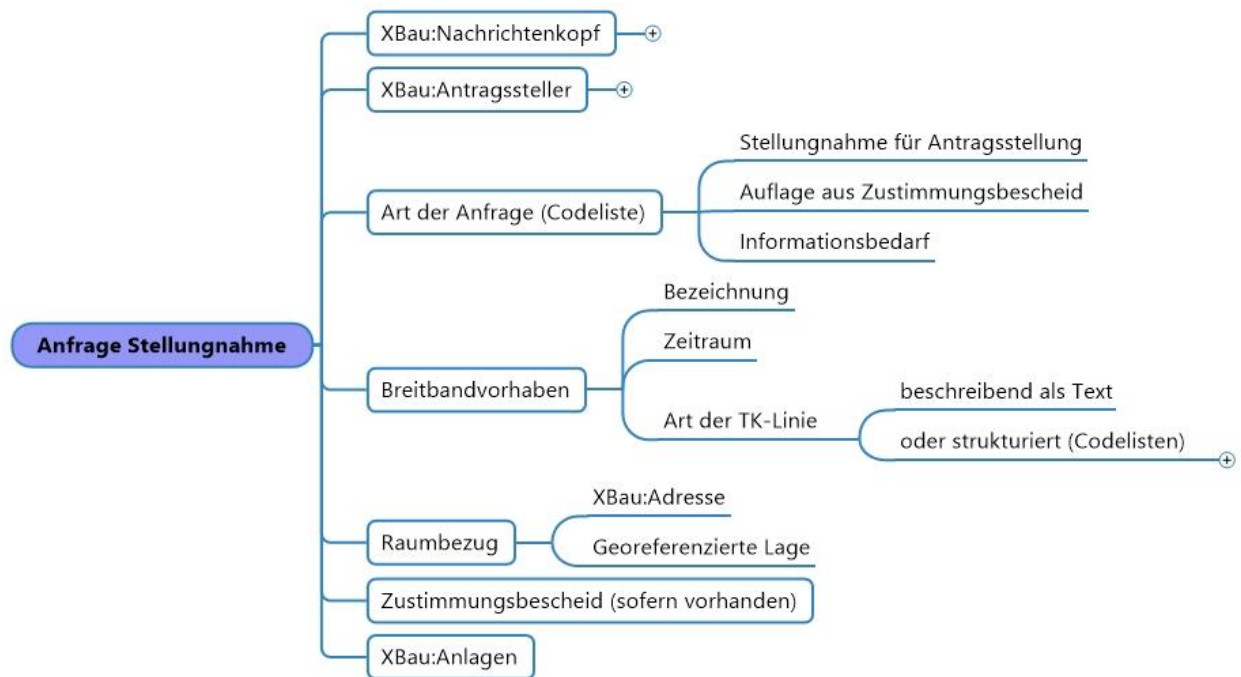 XBau:Nachrichtenkopf
XBau:Antragssteller
Stellungnahme für Antragsstellung
Auflage aus Zustimmungsbescheid
Art der Anfrage (Codeliste)
Informationsbedarf
Bezeichnung
Zeitraum
Anfrage Stellungnahme
Breitbandvorhaben
beschreibend als Text
Art der TK-Linie
oder strukturiert (Codelisten)
XBau:Adresse
Raumbezug
Georeferenzierte Lage
Zustimmungsbescheid (sofern vorhanden)
XBau:Anlagen